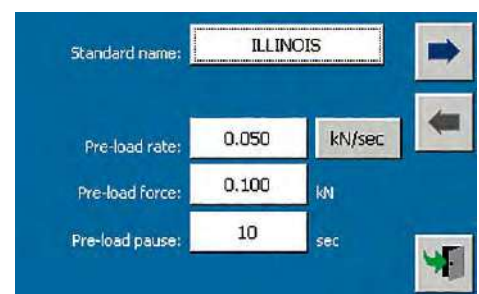 Standard name: ILLINOIS
Pre-load rate: 0.050 kN/sec
Pre-load force: 0.100 kN
Pre-load pause: 10 sec